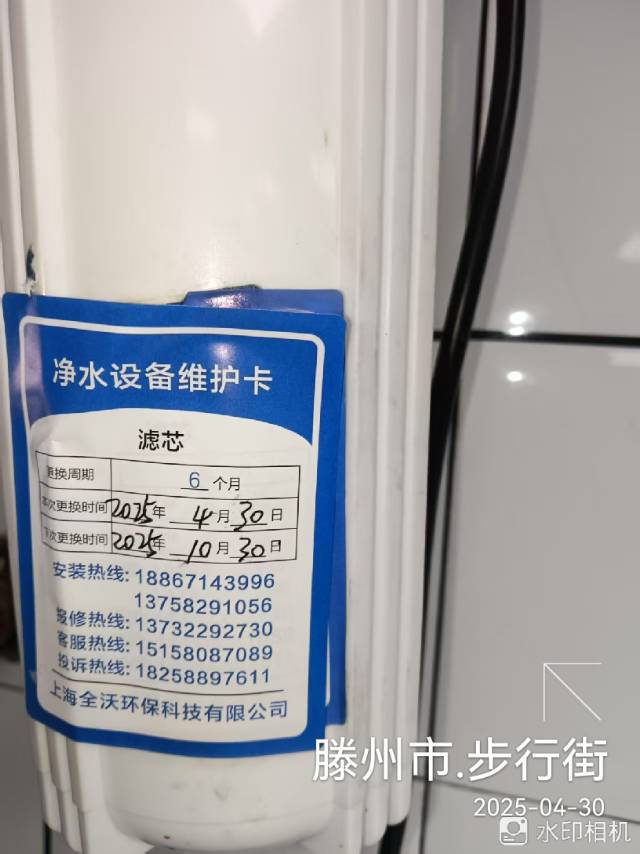 净水设备维护卡
滤芯
更换周期 6 个月
本次更换时间 2025年 4月30日
下次更换时间 2025年 10月30日
安装热线: 18867143996
13758291056
报修热线: 13732292730
客服热线: 15158087089
投诉热线: 18258897611
上海全沃环保科技有限公司
滕州市.步行街
2025-04-30
水印相机